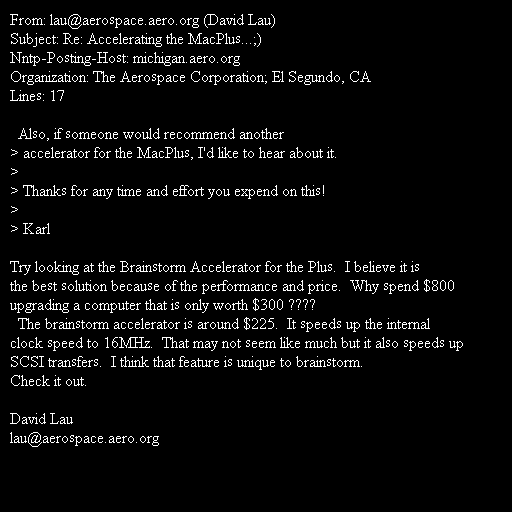 From: lau@aerospace.aero.org (David Lau)
Subject: Re: Accelerating the MacPlus...;)
Nntp-Posting-Host: michigan.aero.org
Organization: The Aerospace Corporation; El Segundo, CA
Lines: 17

  Also, if someone would recommend another
> accelerator for the MacPlus, I'd like to hear about it.
>
> Thanks for any time and effort you expend on this!
>
> Karl

Try looking at the Brainstorm Accelerator for the Plus.  I believe it is
the best solution because of the performance and price.  Why spend $800
upgrading a computer that is only worth $300 ????
  The brainstorm accelerator is around $225.  It speeds up the internal
clock speed to 16MHz.  That may not seem like much but it also speeds up
SCSI transfers.  I think that feature is unique to brainstorm.
Check it out.

David Lau
lau@aerospace.aero.org